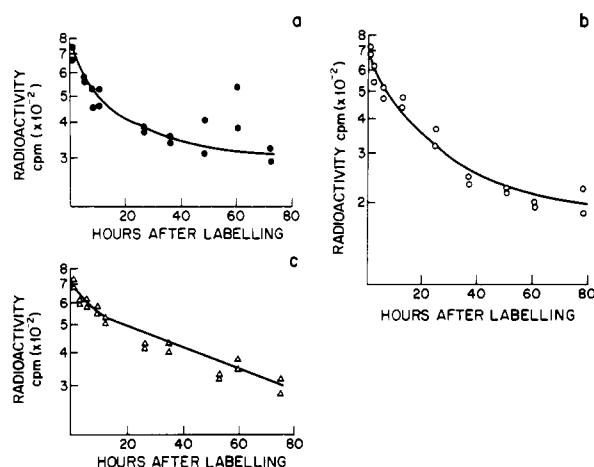 a
RADIOACTIVITY
cpm (x10⁻²)
8
7
6
5
4
3
20 40 60 80
HOURS AFTER LABELLING
b
RADIOACTIVITY cpm (x10⁻²)
8
7
6
5
4
3
2
20 40 60 80
HOURS AFTER LABELLING
c
RADIOACTIVITY
cpm (x10⁻²)
8
7
6
5
4
3
20 40 60 80
HOURS AFTER LABELLING